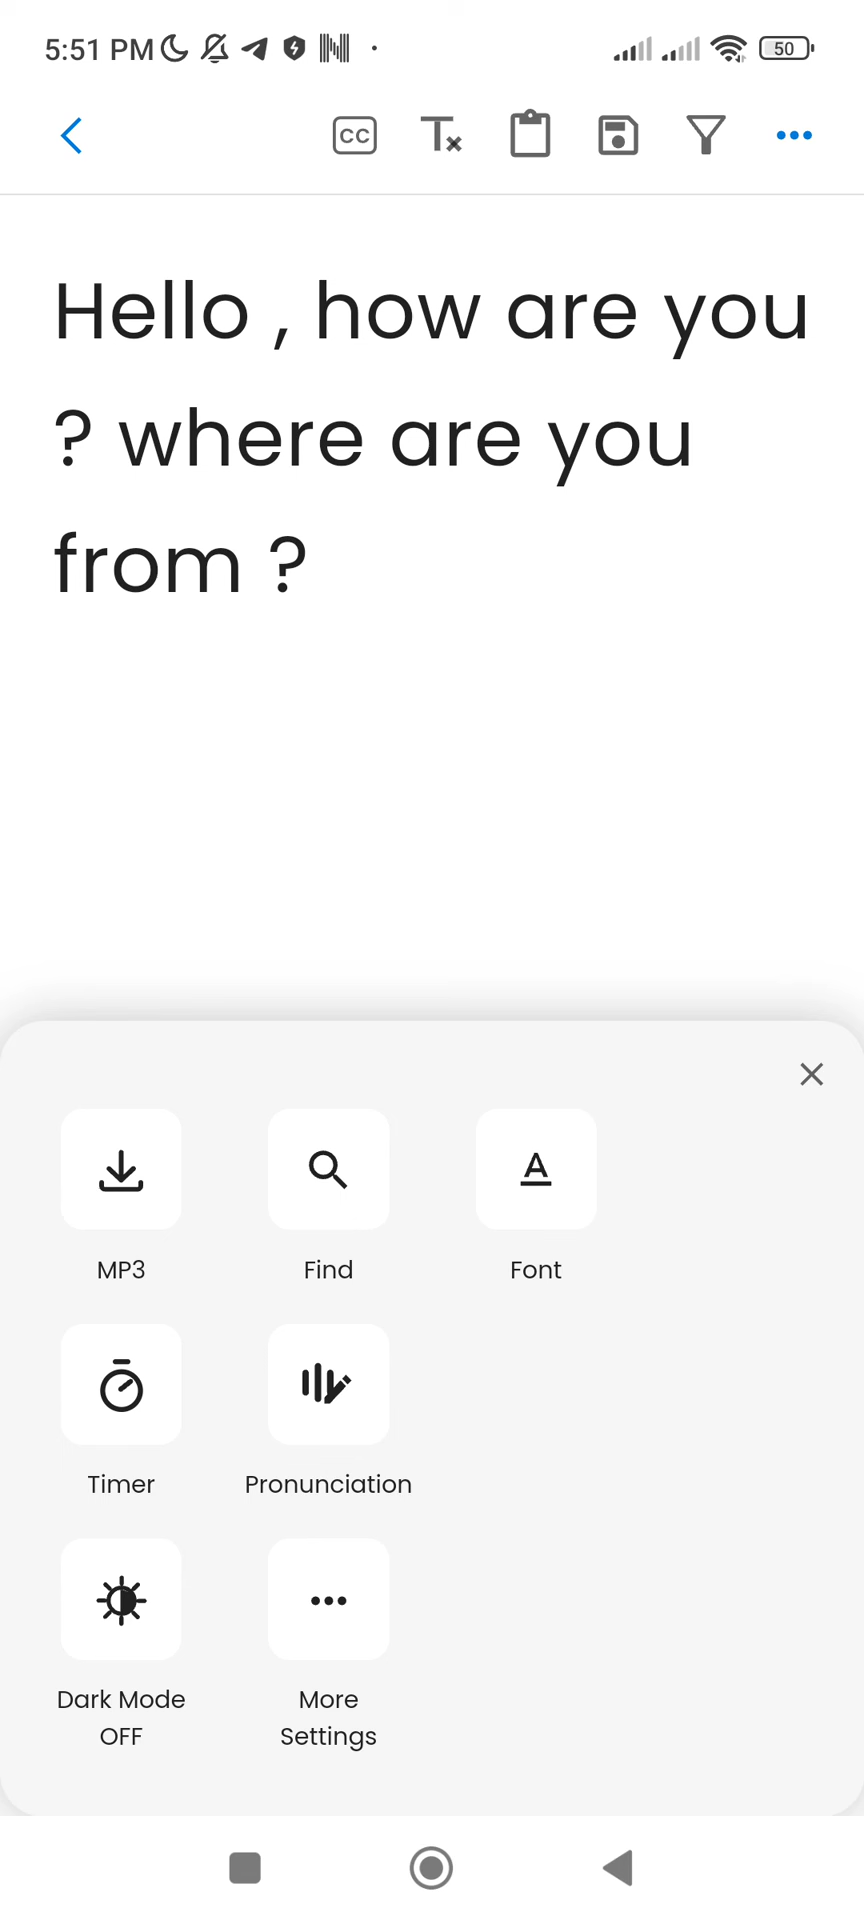 5:51 PM
50
CC
Hello , how are you
? where are you
from ?
MP3
Find
Font
Timer
Pronunciation
Dark Mode
OFF
More
Settings